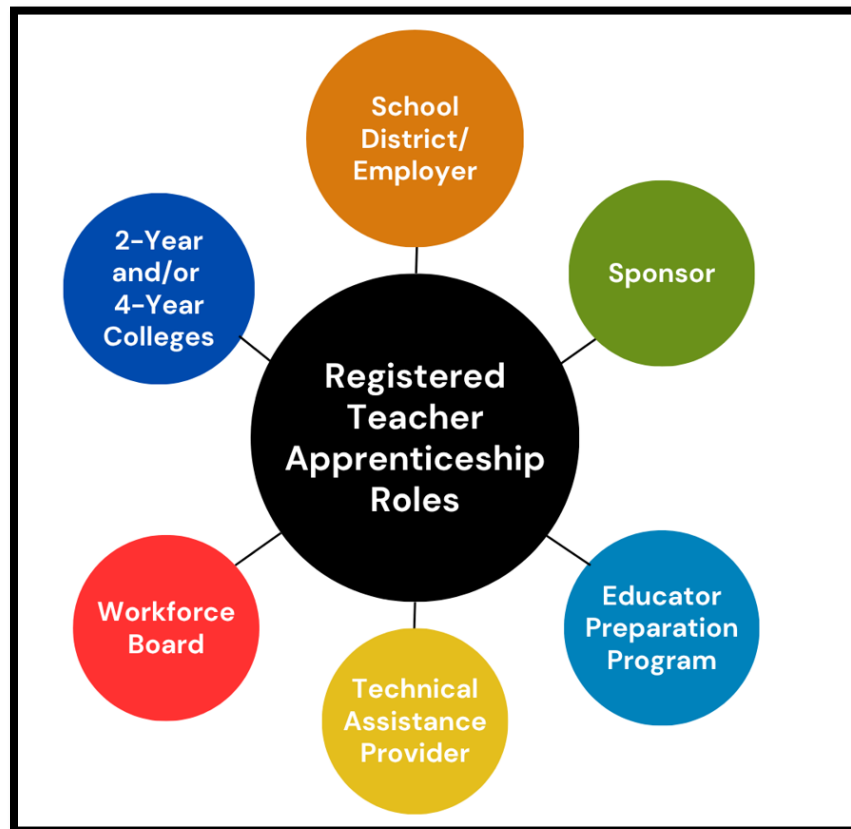 School
District/
Employer
2-Year
and/or
4-Year
Colleges
Sponsor
Registered
Teacher
Apprenticeship
Roles
Workforce
Board
Educator
Preparation
Program
Technical
Assistance
Provider